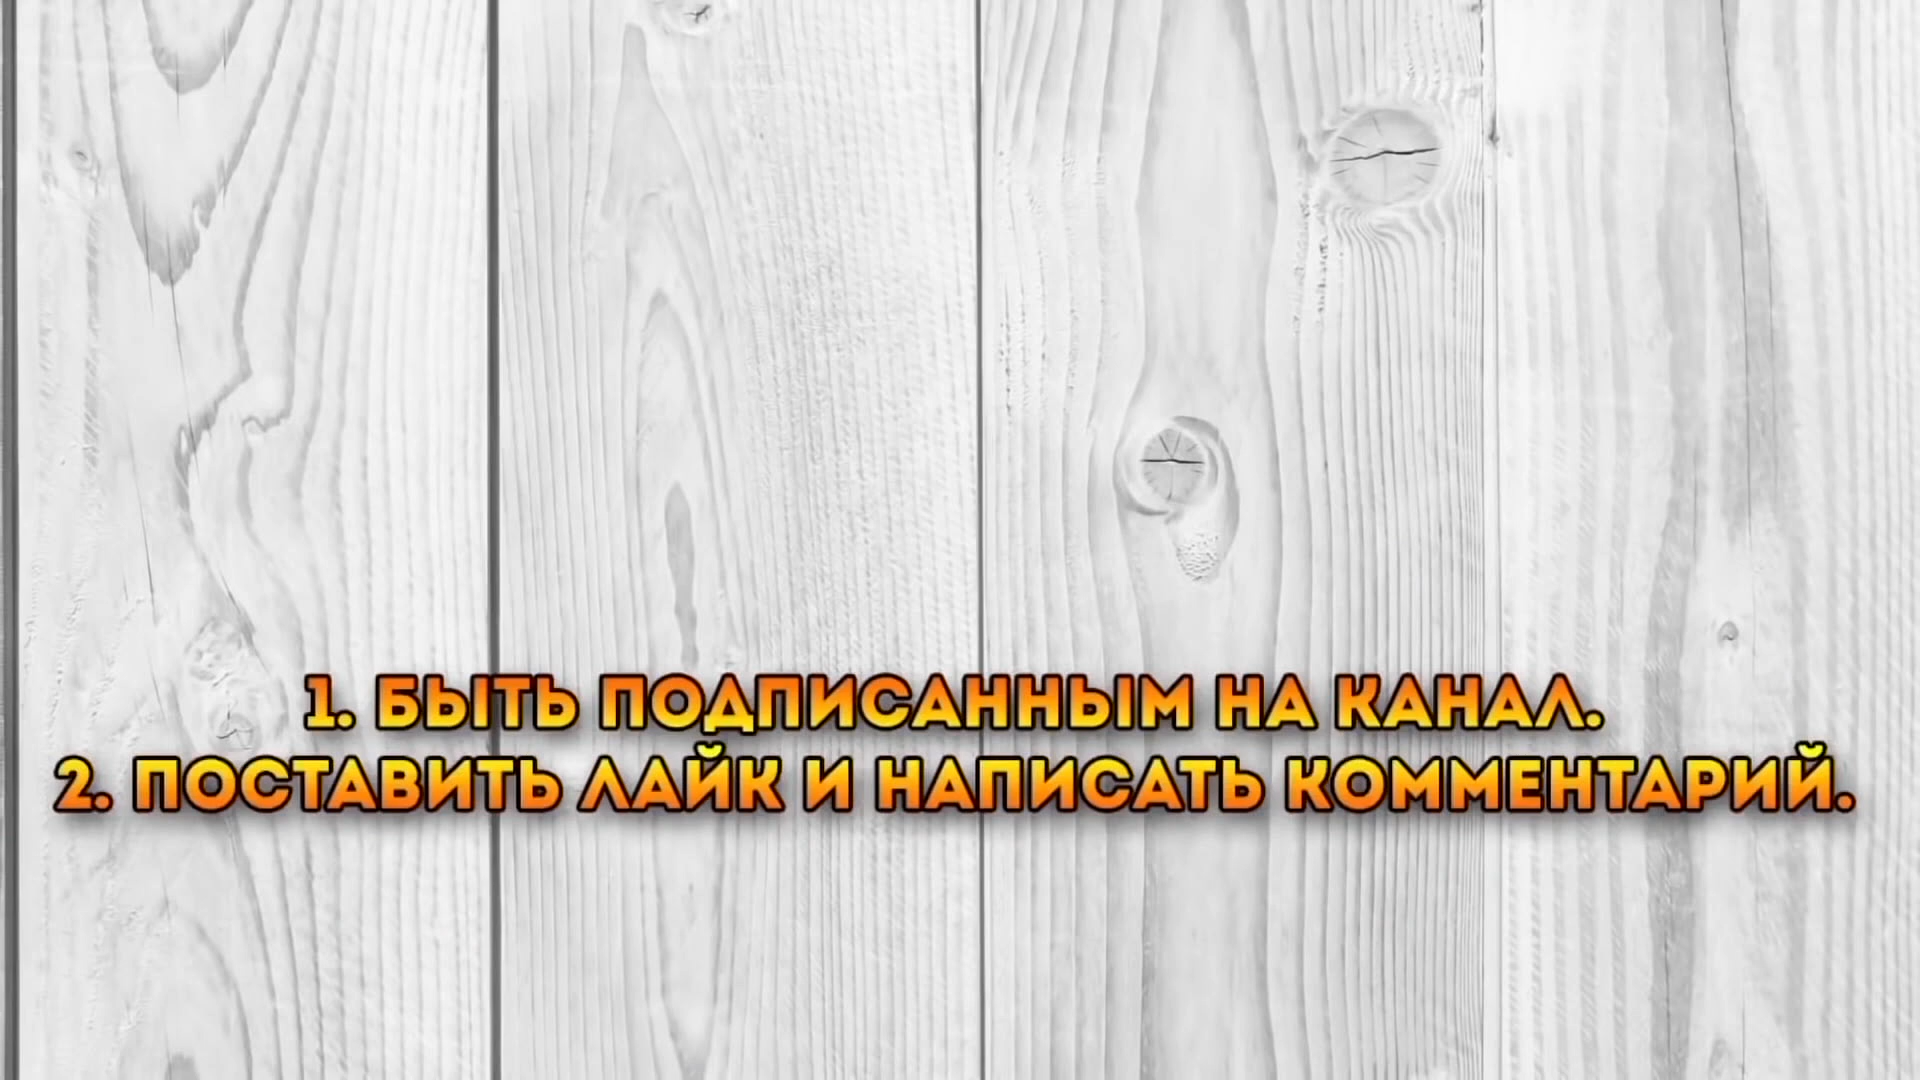 1. БЫТЬ ПОДПИСАННЫМ НА КАНАЛ.
2. ПОСТАВИТЬ ЛАЙК И НАПИСАТЬ КОММЕНТАРИЙ.